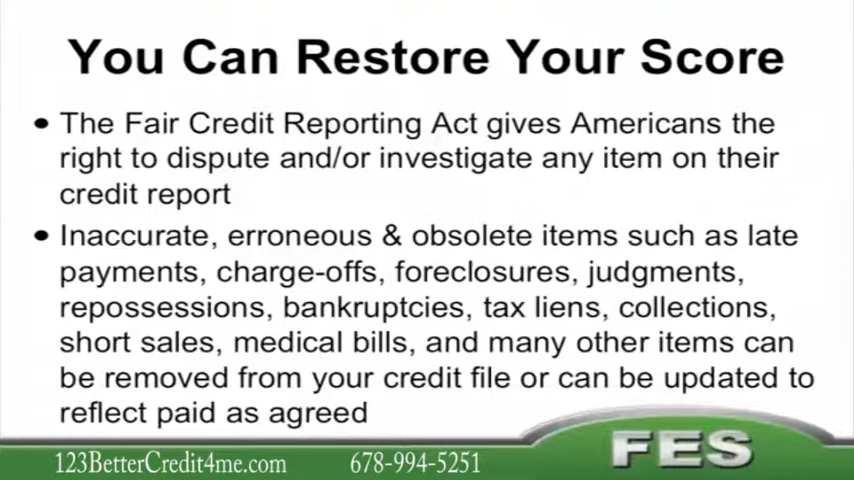 You Can Restore Your Score
• The Fair Credit Reporting Act gives Americans the
right to dispute and/or investigate any item on their
credit report
• Inaccurate, erroneous & obsolete items such as late
payments, charge-offs, foreclosures, judgments,
repossessions, bankruptcies, tax liens, collections,
short sales, medical bills, and many other items can
be removed from your credit file or can be updated to
reflect paid as agreed
FES
123BetterCredit4me.com 678-994-5251